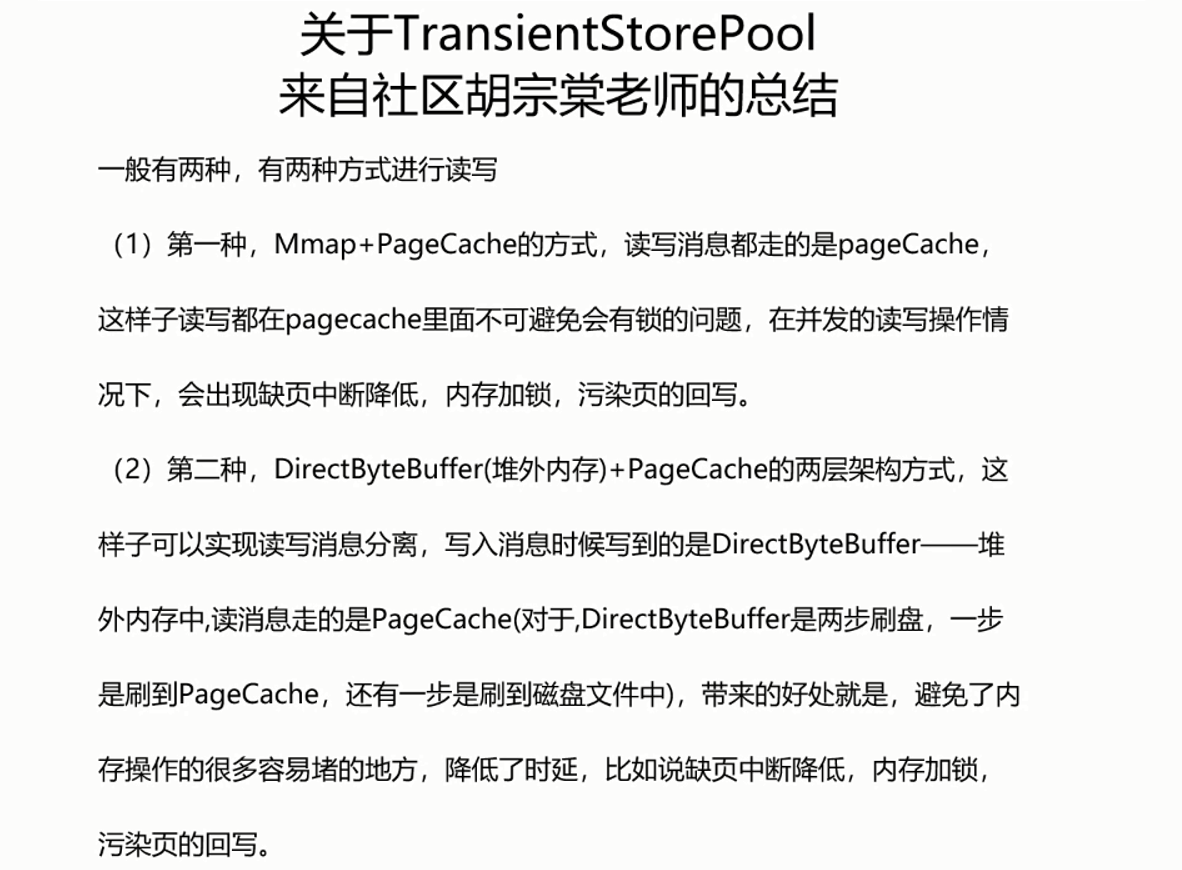 关于TransientStorePool
来自社区胡宗棠老师的总结
一般有两种，有两种方式进行读写
（1）第一种，Mmap+PageCache的方式，读写消息都走的是pageCache，
这样子读写都在pagecache里面不可避免会有锁的问题，在并发的读写操作情
况下，会出现缺页中断降低，内存加锁，污染页的回写。
（2）第二种，DirectByteBuffer(堆外内存)+PageCache的两层架构方式，这
样子可以实现读写消息分离，写入消息时候写到的是DirectByteBuffer——堆
外内存中,读消息走的是PageCache(对于,DirectByteBuffer是两步刷盘，一步
是刷到PageCache，还有一步是刷到磁盘文件中)，带来的好处就是，避免了内
存操作的很多容易堵的地方，降低了时延，比如说缺页中断降低，内存加锁，
污染页的回写。